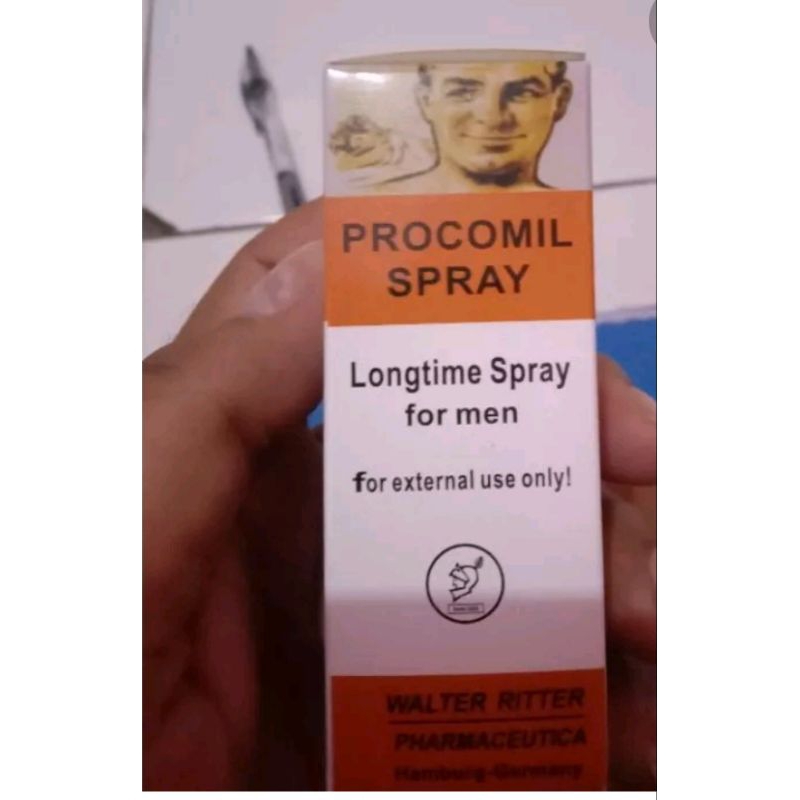 PROCOMIL
SPRAY
Longtime Spray
for men
for external use only!
WALTER RITTER
PHARMACEUTICA
Hamburg-Germany